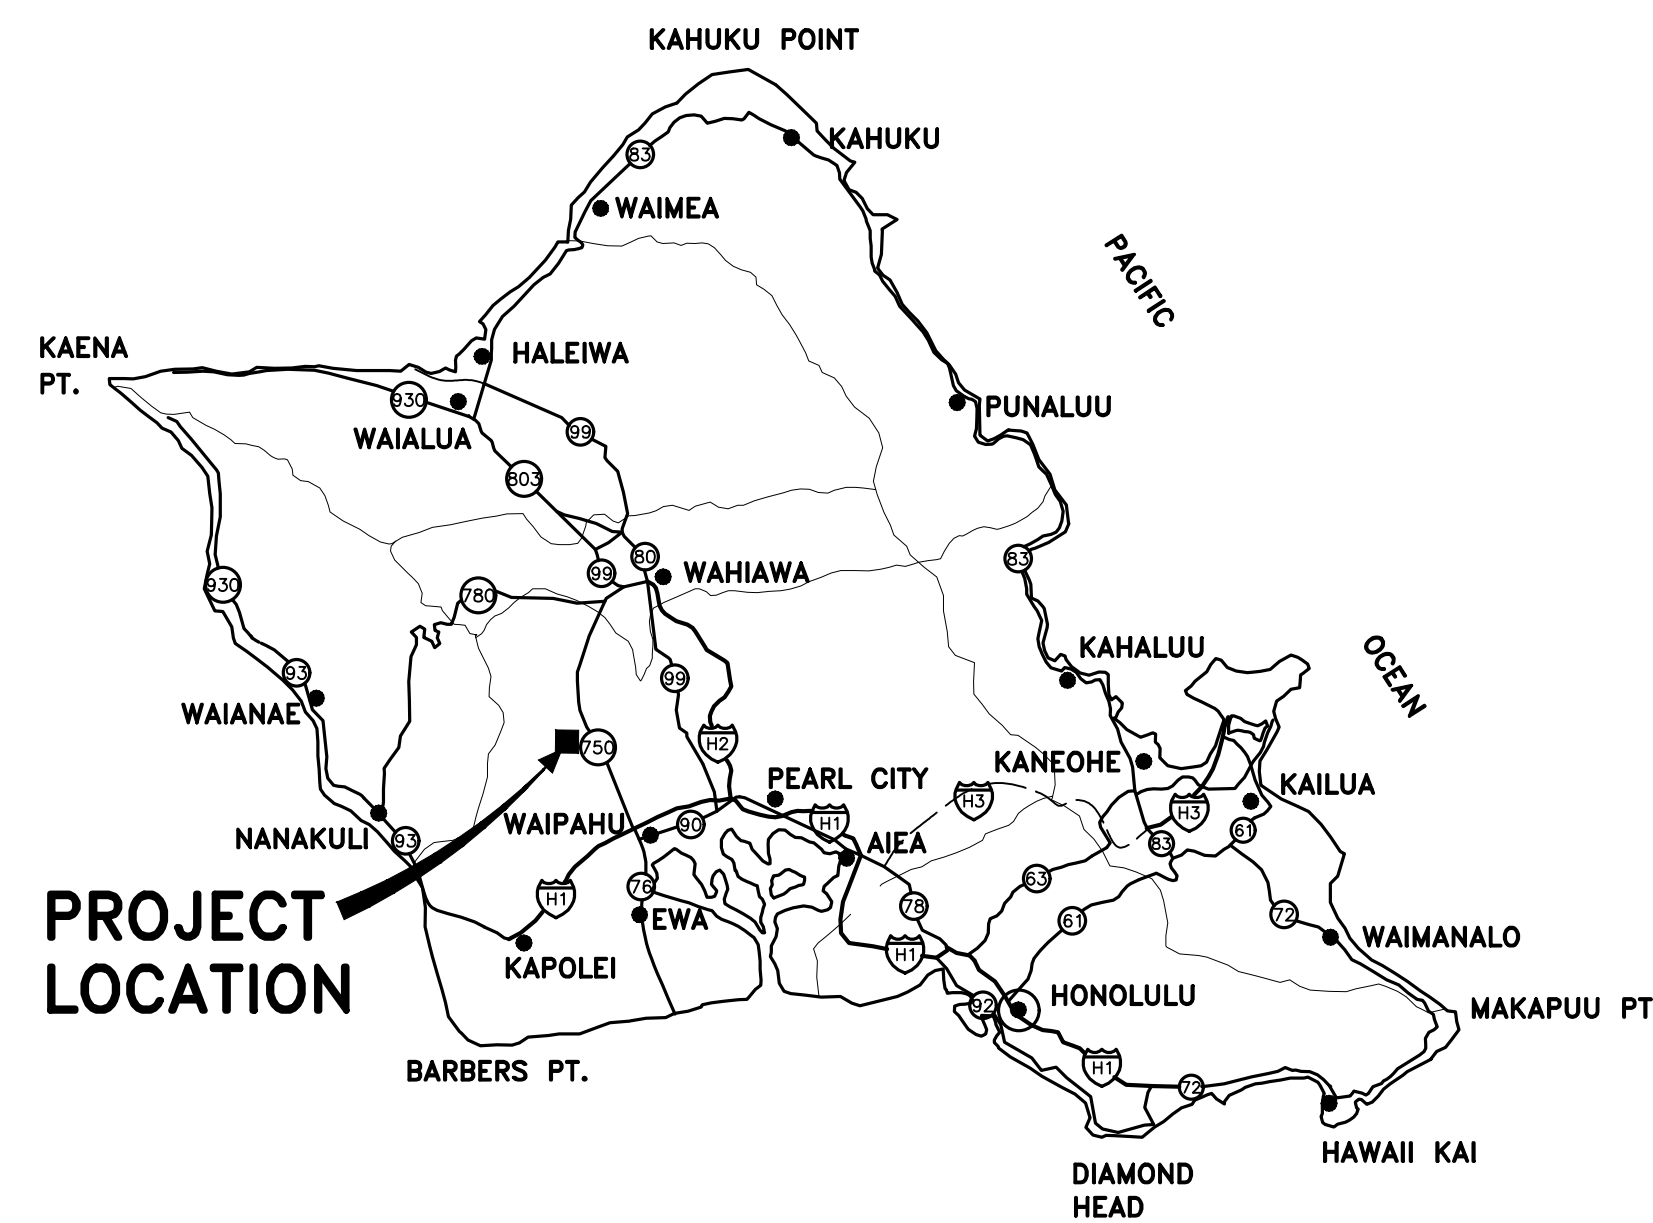 KAHUKU POINT
KAHUKU
83
WAIMEA
PACIFIC
KAENA
PT.
HALEIWA
930
WAIALUA
99
PUNALUU
803
83
80
99
WAHIAWA
930
780
KAHALUU
OCEAN
93
99
WAIANAE
750
H2
KANEOHE
PEARL CITY
H3
KAILUA
H3
NANAKULI
93
WAIPAHU
90
H1
AIEA
61
83
63
H1
76
78
61
72
EWA
PROJECT
LOCATION
KAPOLEI
H1
WAIMANALO
92
HONOLULU
MAKAPUU PT
BARBERS PT.
H1
72
HAWAII KAI
DIAMOND
HEAD